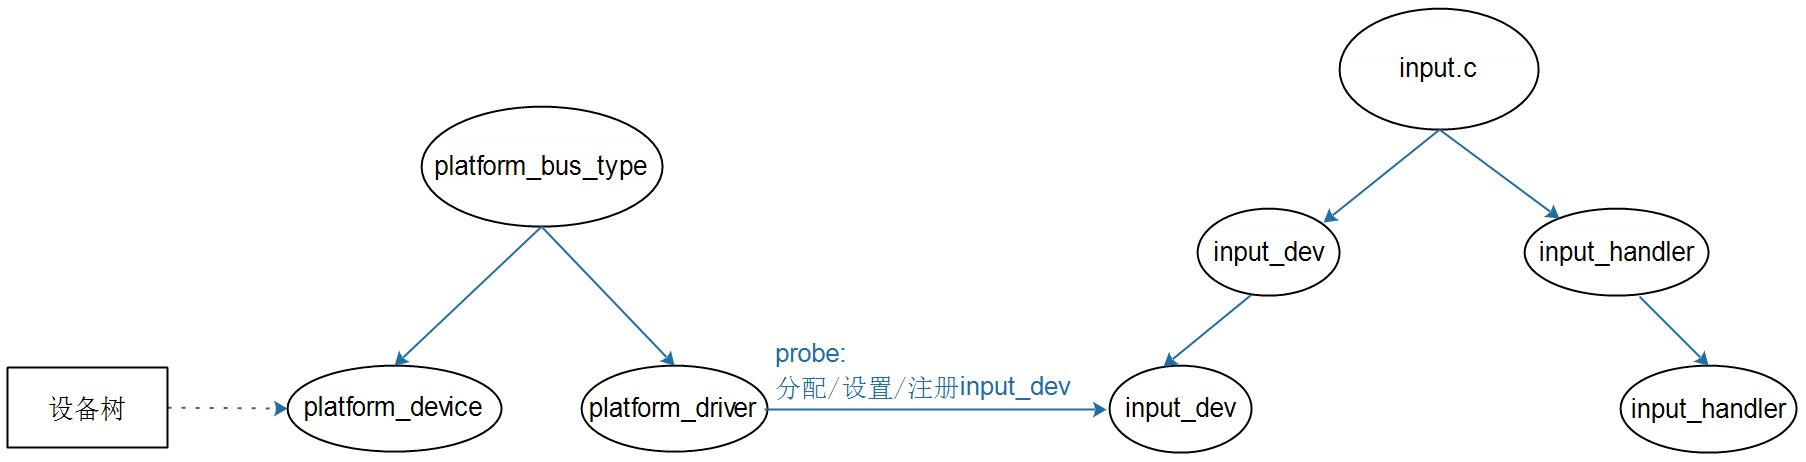 input.c
platform_bus_type
input_dev
input_handler
probe:
分配/设置/注册input_dev
设备树
platform_device
platform_driver
input_dev
input_handler